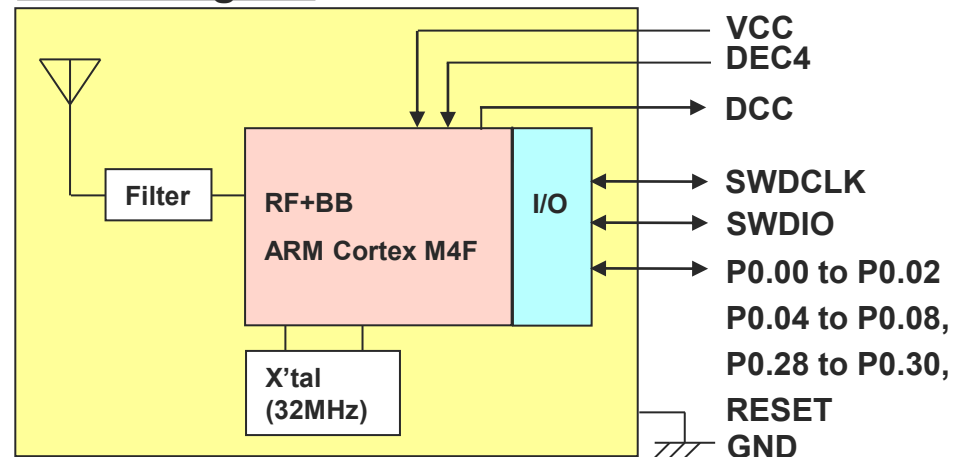 VCC
DEC4
DCC
Filter
RF+BB
ARM Cortex M4F
I/O
SWDCLK
SWDIO
P0.00 to P0.02
P0.04 to P0.08,
P0.28 to P0.30,
RESET
GND
X'tal
(32MHz)